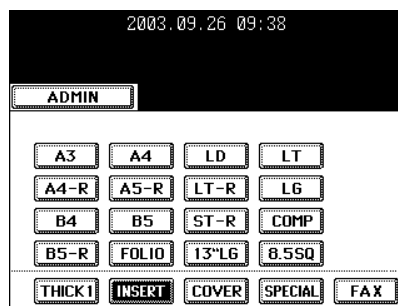 2003.09.26 09:38
ADMIN
A3 A4 LD LT
A4-R A5-R LT-R LG
B4 B5 ST-R COMP
B5-R FOLIO 13"LG 8.5SQ
THICK1 INSERT COVER SPECIAL FAX